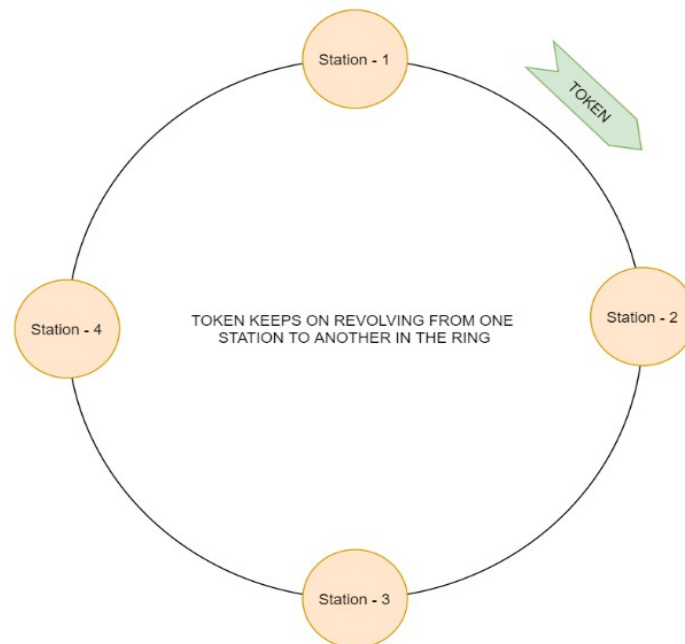 Station - 1
TOKEN
Station - 4
TOKEN KEEPS ON REVOLVING FROM ONE
STATION TO ANOTHER IN THE RING
Station - 2
Station - 3